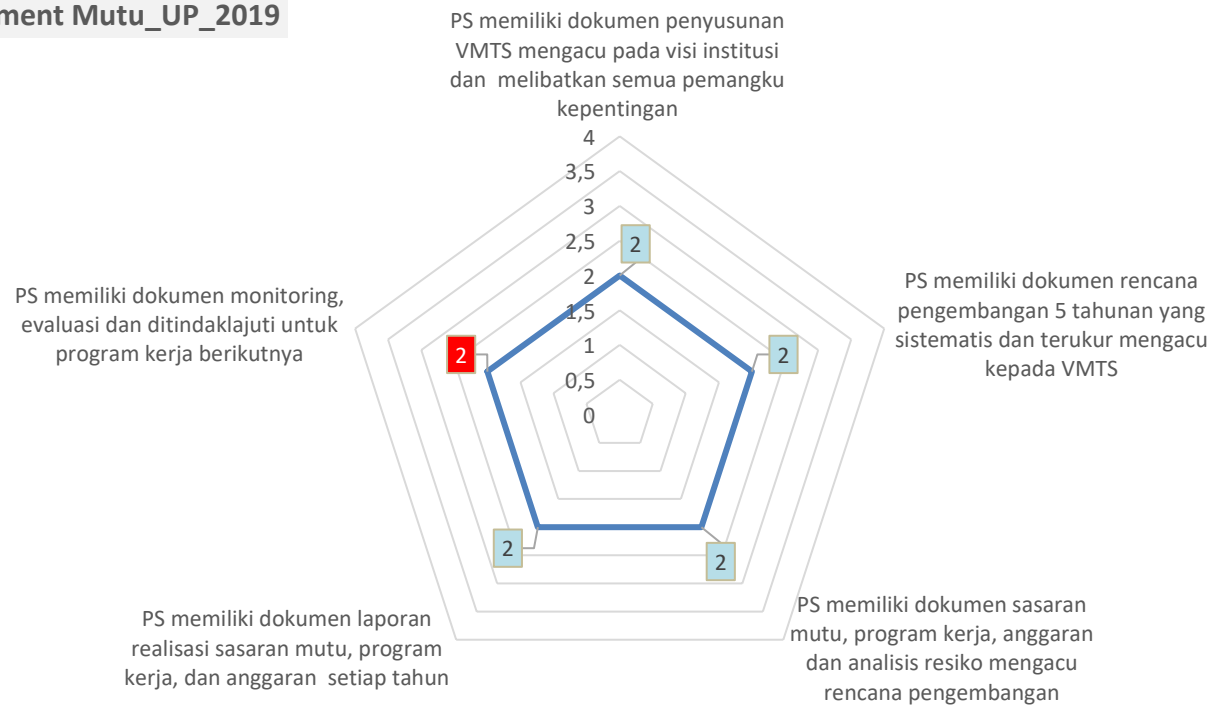 ment Mutu_UP_2019
PS memiliki dokumen penyusunan
VMTS mengacu pada visi institusi
dan melibatkan semua pemangku
kepentingan
4
3,5
3
2,5
2
1,5
1
0,5
0
2
PS memiliki dokumen rencana
pengembangan 5 tahunan yang
sistematis dan terukur mengacu
kepada VMTS
2
PS memiliki dokumen sasaran
mutu, program kerja, anggaran
dan analisis resiko mengacu
rencana pengembangan
2
PS memiliki dokumen laporan
realisasi sasaran mutu, program
kerja, dan anggaran setiap tahun
2
PS memiliki dokumen monitoring,
evaluasi dan ditindaklajuti untuk
program kerja berikutnya
2